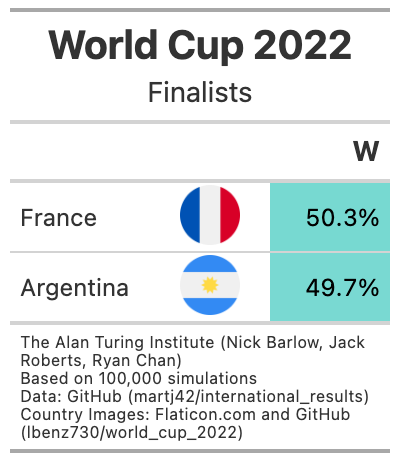 World Cup 2022
Finalists
W
France 50.3%
Argentina 49.7%
The Alan Turing Institute (Nick Barlow, Jack
Roberts, Ryan Chan)
Based on 100,000 simulations
Data: GitHub (martj42/international_results)
Country Images: Flaticon.com and GitHub
(lbenz730/world_cup_2022)